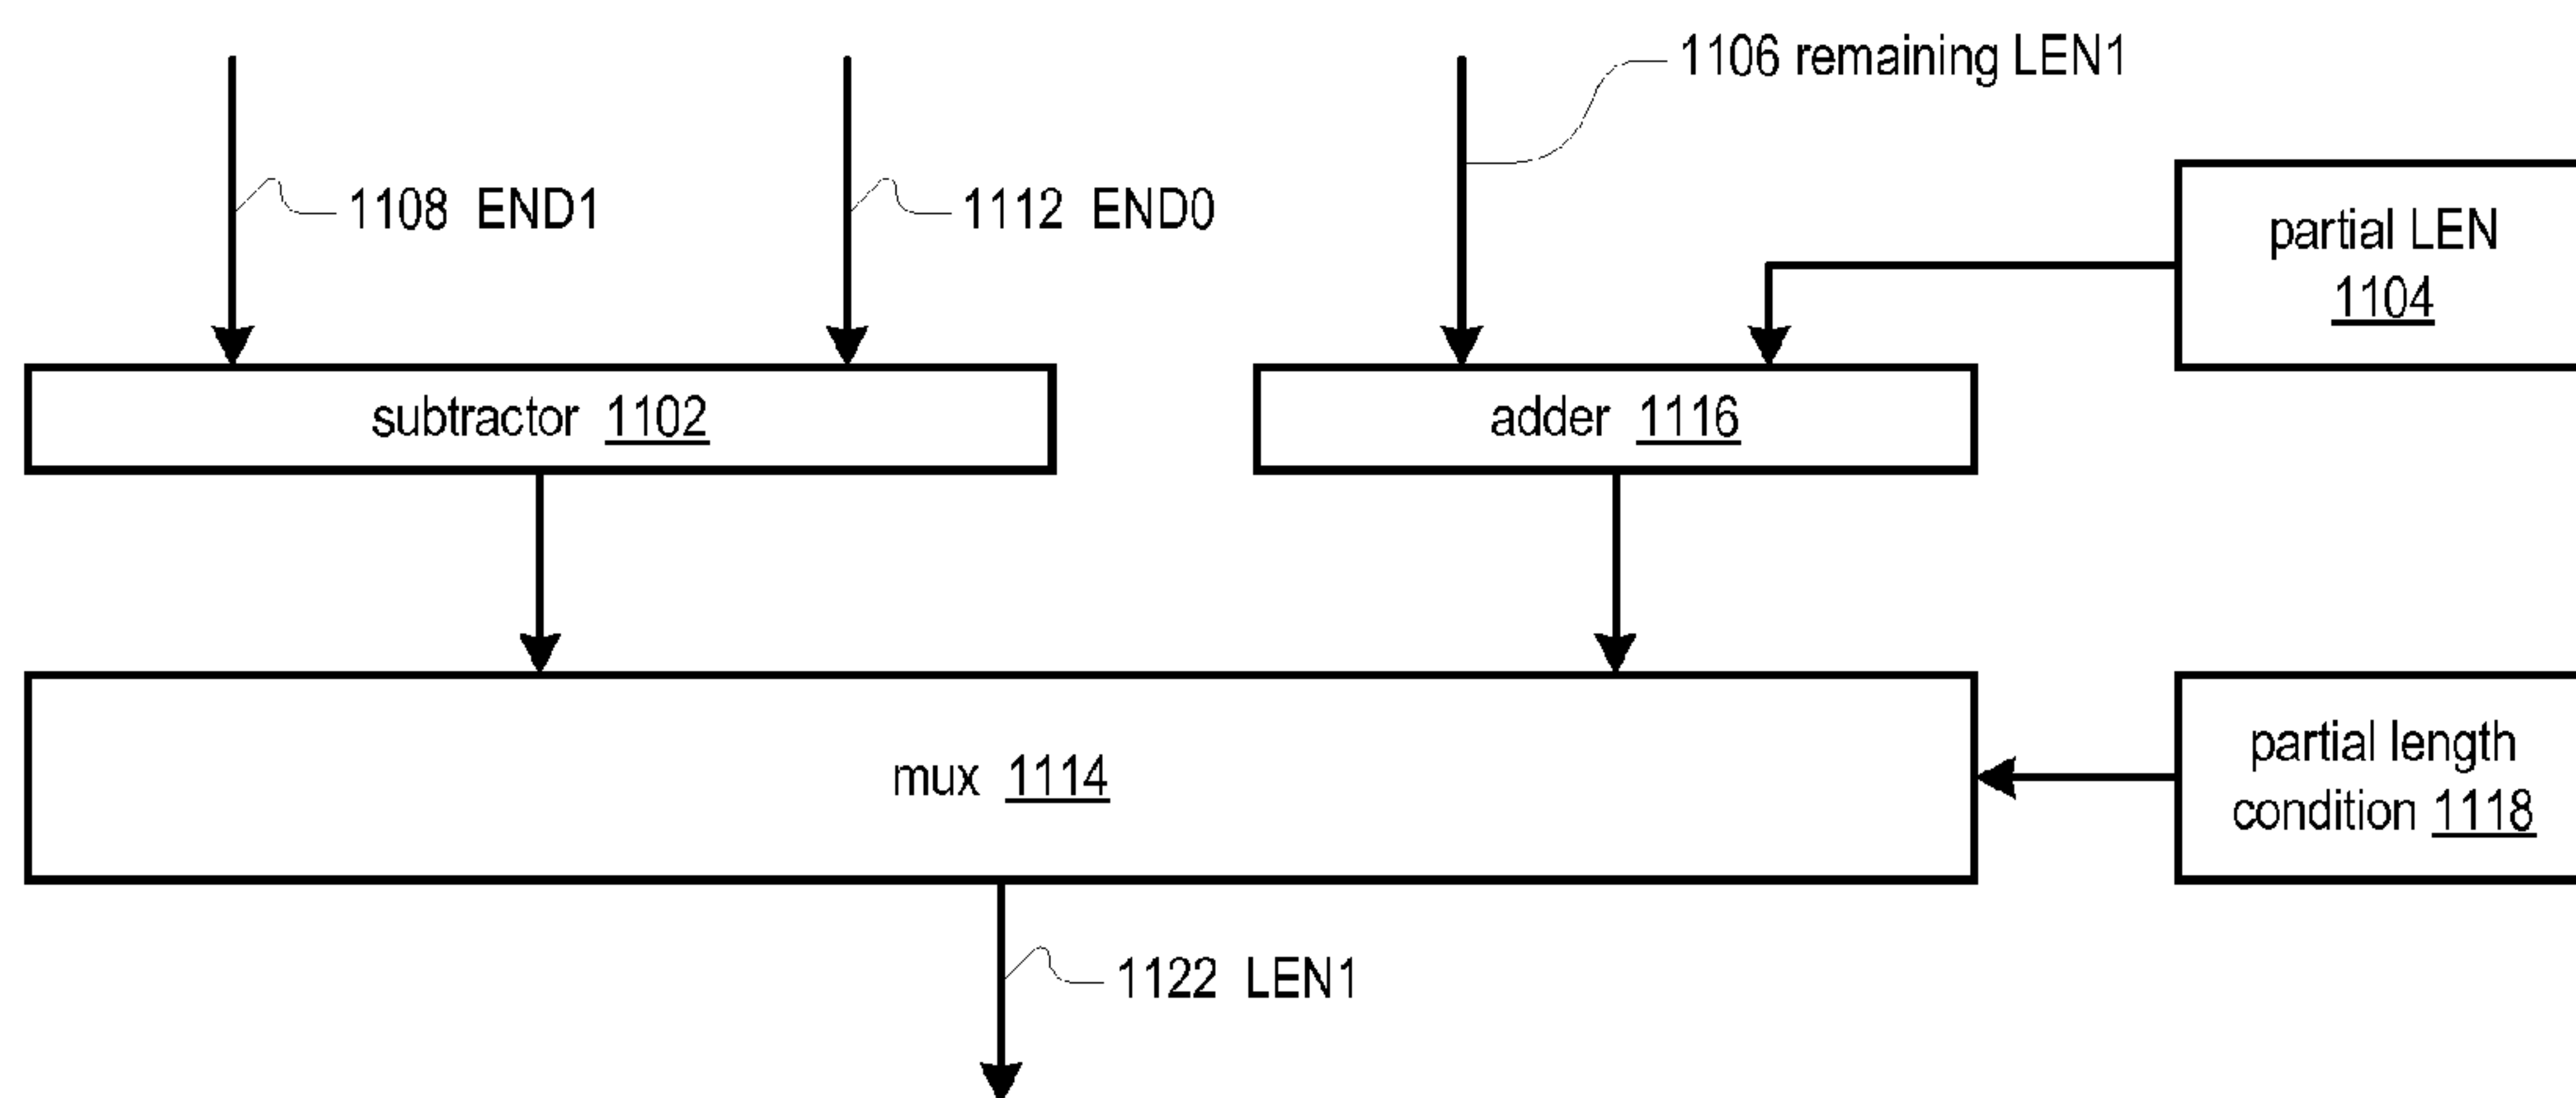 1106 remaining LEN1
1108 END1
1112 END0
partial LEN
1104
subtractor 1102
adder 1116
mux 1114
partial length
condition 1118
1122 LEN1